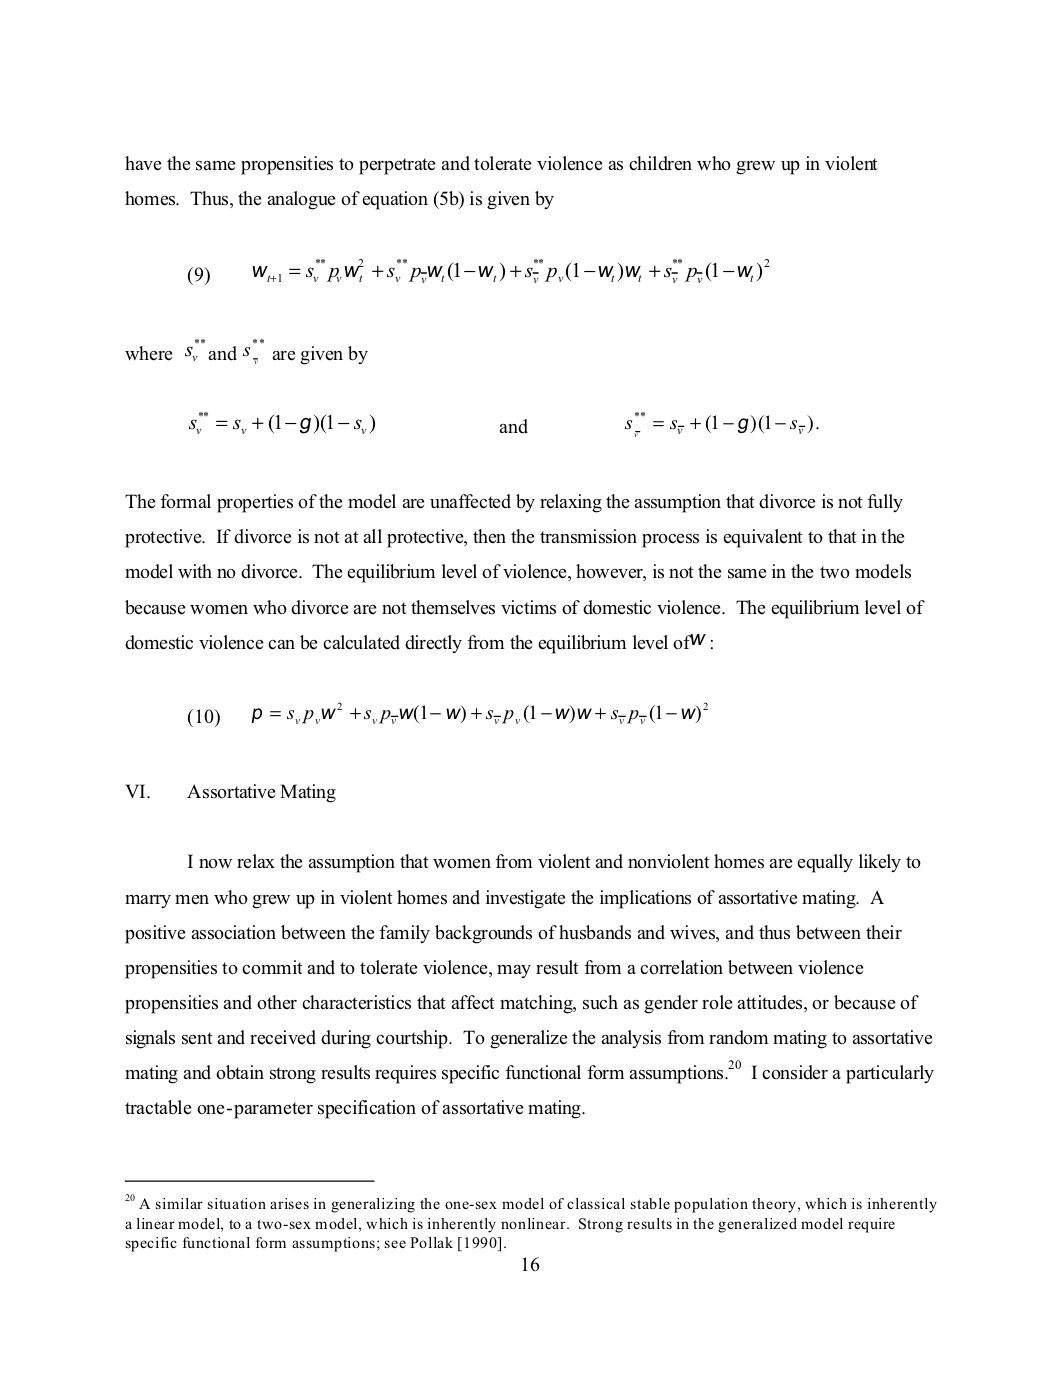 have the same propensities to perpetrate and tolerate violence as children who grew up in violent
homes.  Thus, the analogue of equation (5b) is given by
(9) w_{t+1} = s_v^{**} p_v w_t^2 + s_v^{**} p_{\bar{v}} w_t (1 − w_t) + s_{\bar{v}}^{**} p_v (1 − w_t) w_t + s_{\bar{v}}^{**} p_{\bar{v}} (1 − w_t)^2
where s_v^{**} and s_{\bar{v}}^{**} are given by
s_v^{**} = s_v + (1 − g)(1 − s_v) and s_{\bar{v}}^{**} = s_{\bar{v}} + (1 − g)(1 − s_{\bar{v}}).
The formal properties of the model are unaffected by relaxing the assumption that divorce is not fully
protective.  If divorce is not at all protective, then the transmission process is equivalent to that in the
model with no divorce.  The equilibrium level of violence, however, is not the same in the two models
because women who divorce are not themselves victims of domestic violence.  The equilibrium level of
domestic violence can be calculated directly from the equilibrium level of w :
(10) p = s_v p_v w^2 + s_v p_{\bar{v}} w(1 − w) + s_{\bar{v}} p_v (1 − w)w + s_{\bar{v}} p_{\bar{v}} (1 − w)^2
VI. Assortative Mating
I now relax the assumption that women from violent and nonviolent homes are equally likely to
marry men who grew up in violent homes and investigate the implications of assortative mating.  A
positive association between the family backgrounds of husbands and wives, and thus between their
propensities to commit and to tolerate violence, may result from a correlation between violence
propensities and other characteristics that affect matching, such as gender role attitudes, or because of
signals sent and received during courtship.  To generalize the analysis from random mating to assortative
mating and obtain strong results requires specific functional form assumptions.20  I consider a particularly
tractable one-parameter specification of assortative mating.
20 A similar situation arises in generalizing the one-sex model of classical stable population theory, which is inherently
a linear model, to a two-sex model, which is inherently nonlinear.  Strong results in the generalized model require
specific functional form assumptions; see Pollak [1990].
16